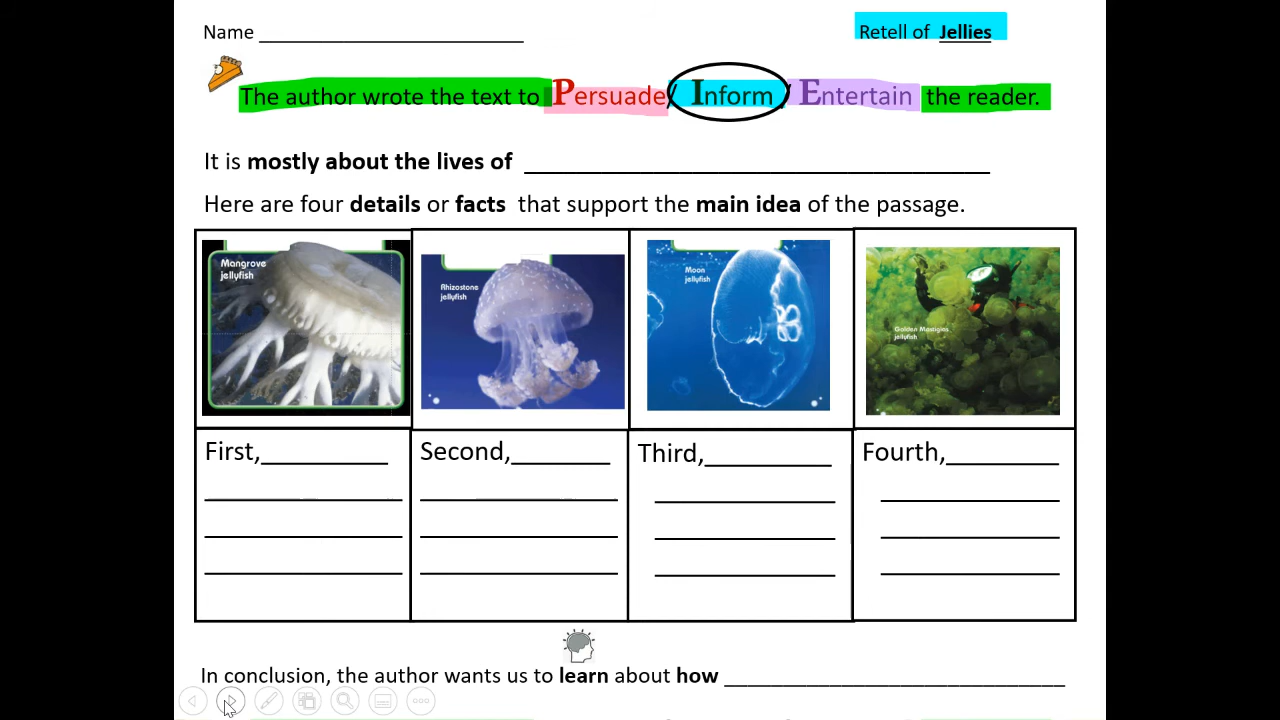 Name ________________________
Retell of Jellies
The author wrote the text to Persuade/ Inform / Entertain the reader.
It is mostly about the lives of ____________________________________
Here are four details or facts that support the main idea of the passage.
Mangrove
jellyfish
Rhizostone
jellyfish
Moon
jellyfish
Golden Mastigias
jellyfish
First,__________
Second,________
Third,__________
Fourth,_________
In conclusion, the author wants us to learn about how ______________________________